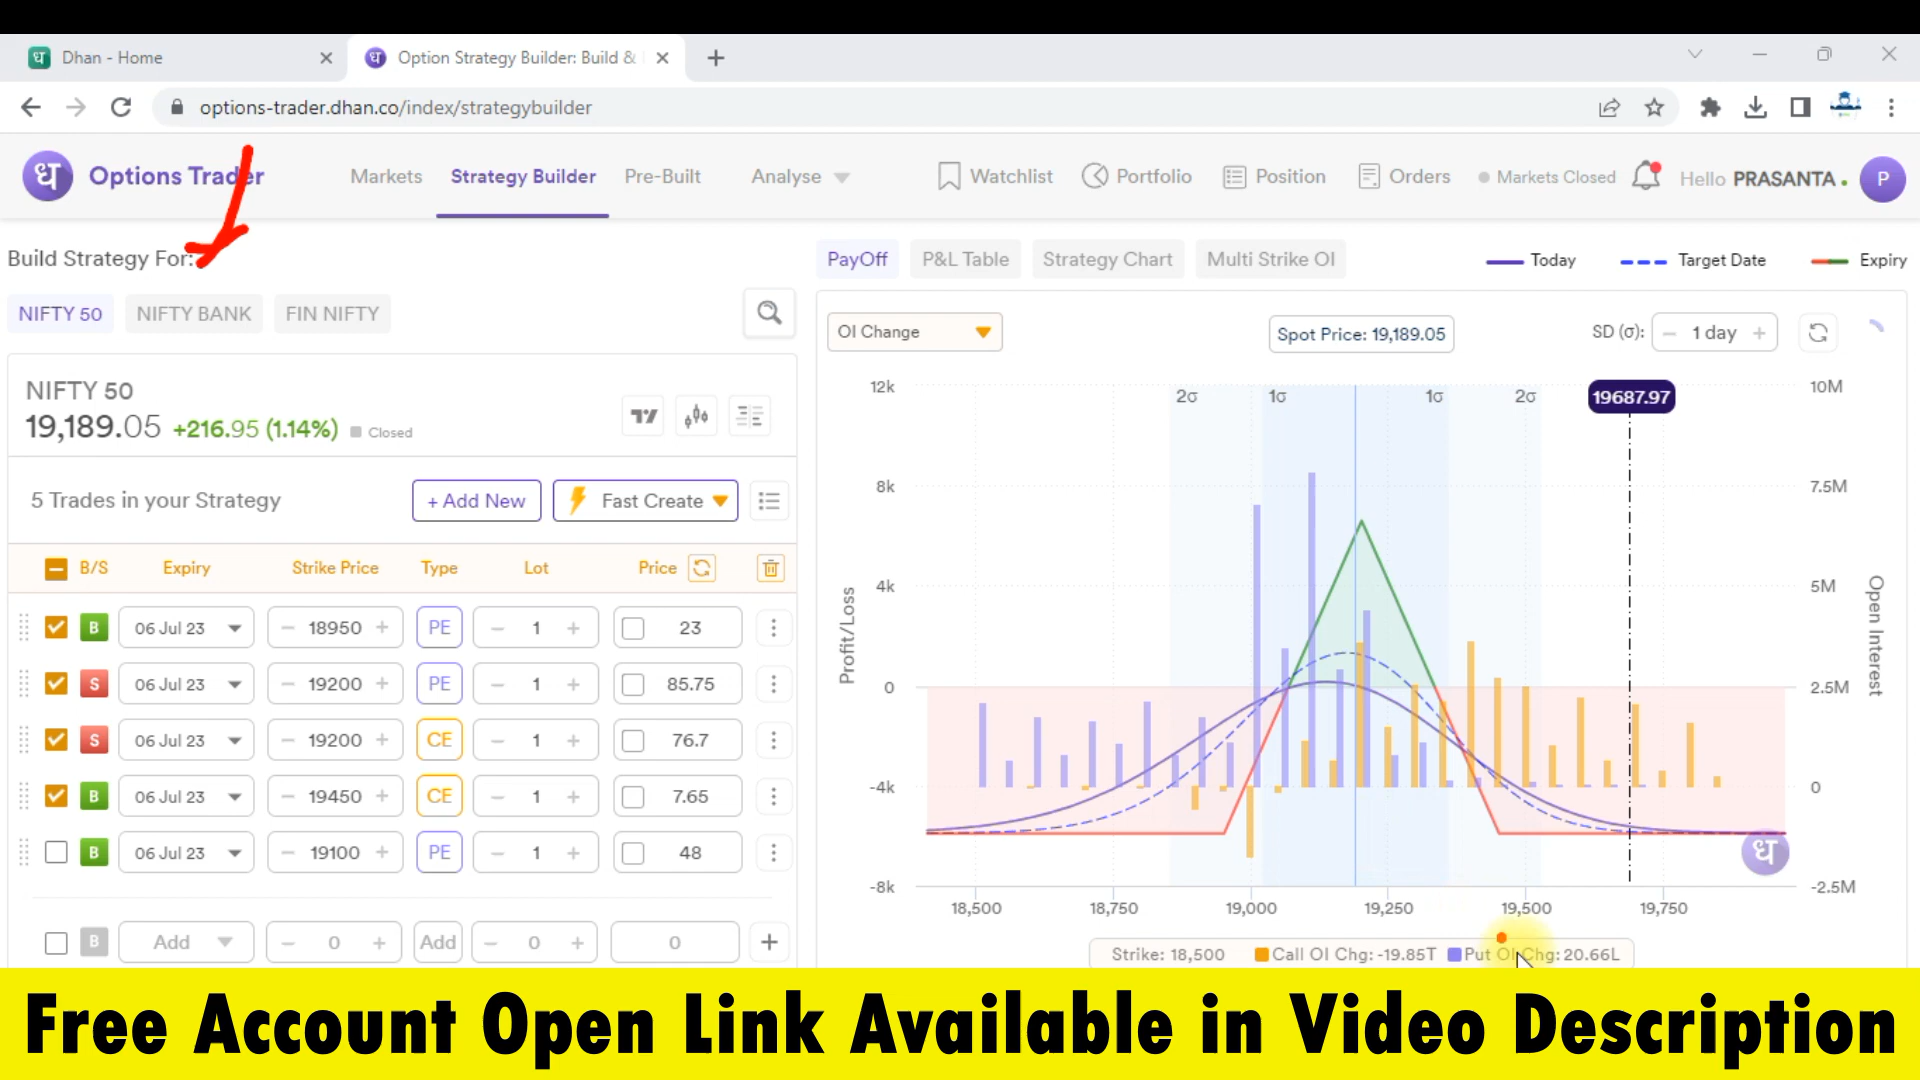 Dhan - Home
Option Strategy Builder: Build &
options-trader.dhan.co/index/strategybuilder
ध Options Trader
Markets
Strategy Builder
Pre-Built
Analyse
Watchlist
Portfolio
Position
Orders
Markets Closed
Hello PRASANTA.
P
Build Strategy For:
NIFTY 50 NIFTY BANK FIN NIFTY
NIFTY 50
19,189.05 +216.95 (1.14%) Closed
5 Trades in your Strategy
+ Add New
Fast Create
B/S Expiry Strike Price Type Lot Price
B 06 Jul 23 − 18950 + PE − 1 + 23
S 06 Jul 23 − 19200 + PE − 1 + 85.75
S 06 Jul 23 − 19200 + CE − 1 + 76.7
B 06 Jul 23 − 19450 + CE − 1 + 7.65
B 06 Jul 23 − 19100 + PE − 1 + 48
B Add − 0 + Add − 0 + 0 +
PayOff P&L Table Strategy Chart Multi Strike OI
Today Target Date Expiry
OI Change
Spot Price: 19,189.05
SD (σ): − 1 day +
2σ 1σ 1σ 2σ
19687.97
12k
8k
4k
0
-4k
-8k
Profit/Loss
10M
7.5M
5M
2.5M
0
-2.5M
Open Interest
18,500 18,750 19,000 19,250 19,500 19,750
Strike: 18,500 Call OI Chg: -19.85T Put OI Chg: 20.66L
ध
Free Account Open Link Available in Video Description